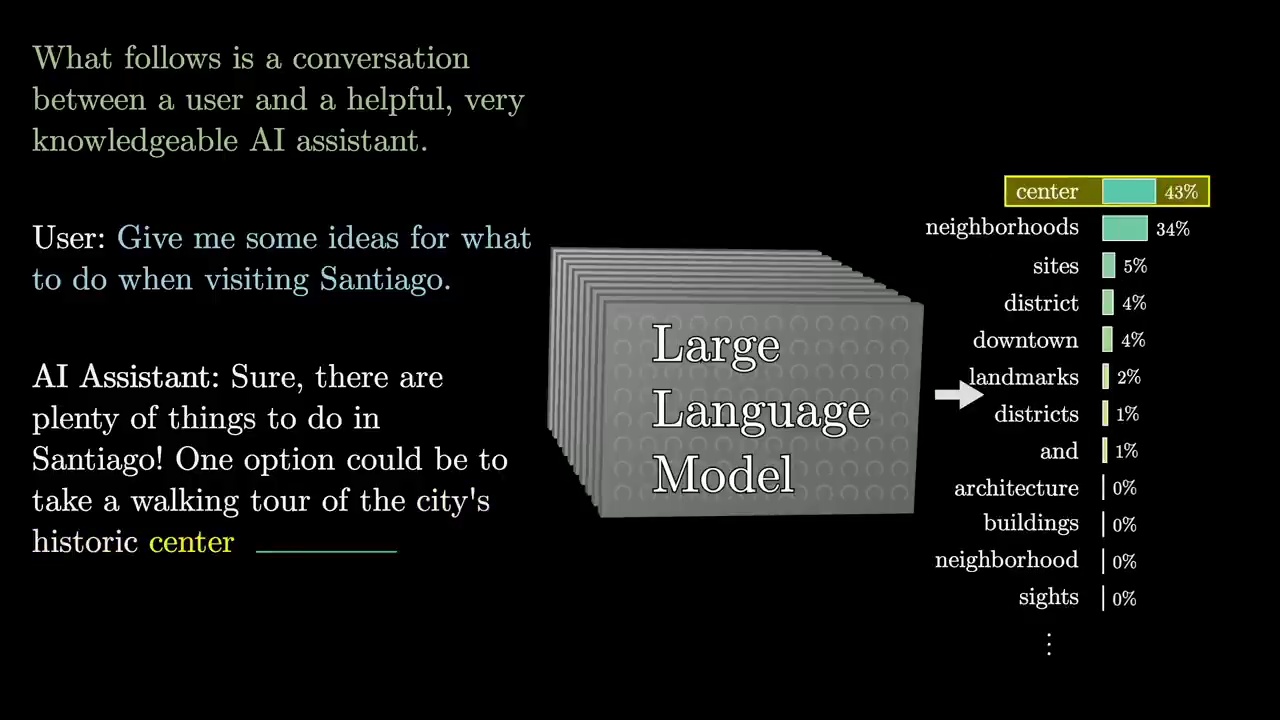 What follows is a conversation
between a user and a helpful, very
knowledgeable AI assistant.
User: Give me some ideas for what
to do when visiting Santiago.
AI Assistant: Sure, there are
plenty of things to do in
Santiago! One option could be to
take a walking tour of the city's
historic center
Large
Language
Model
center 43%
neighborhoods 34%
sites 5%
district 4%
downtown 4%
landmarks 2%
districts 1%
and 1%
architecture 0%
buildings 0%
neighborhood 0%
sights 0%
⋮